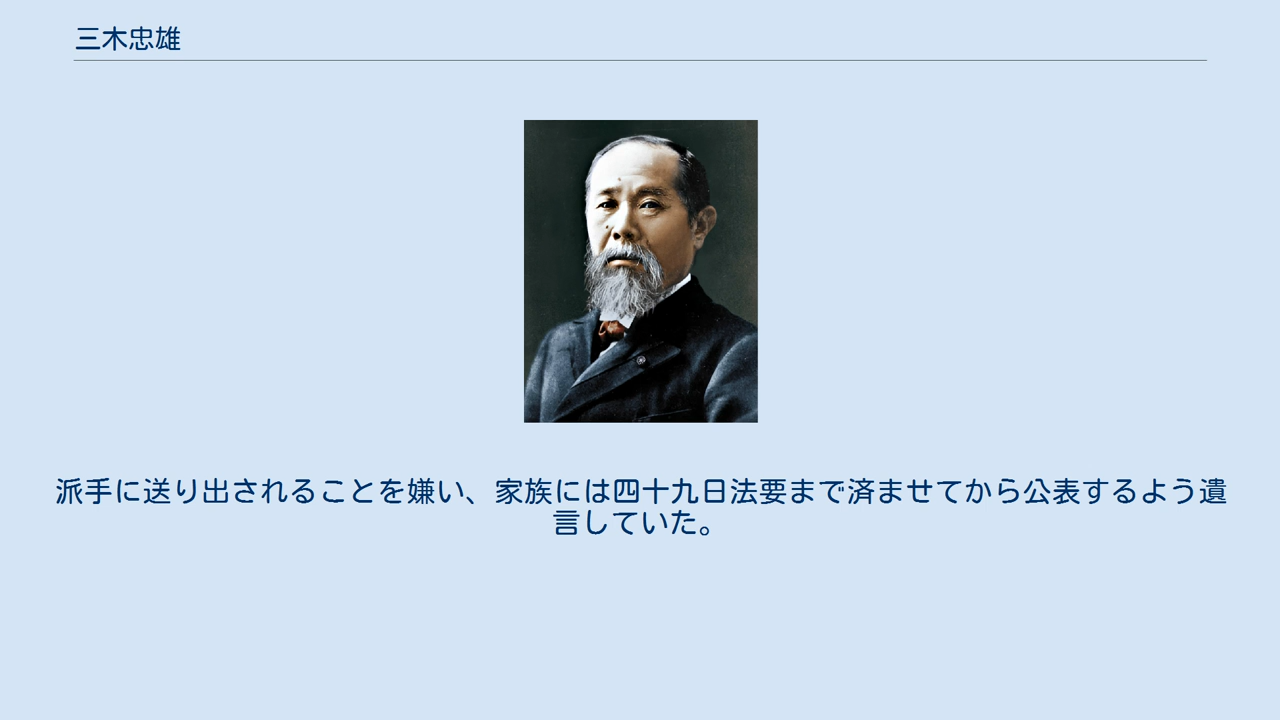 三木忠雄
派手に送り出されることを嫌い、家族には四十九日法要まで済ませてから公表するよう遺
言していた。